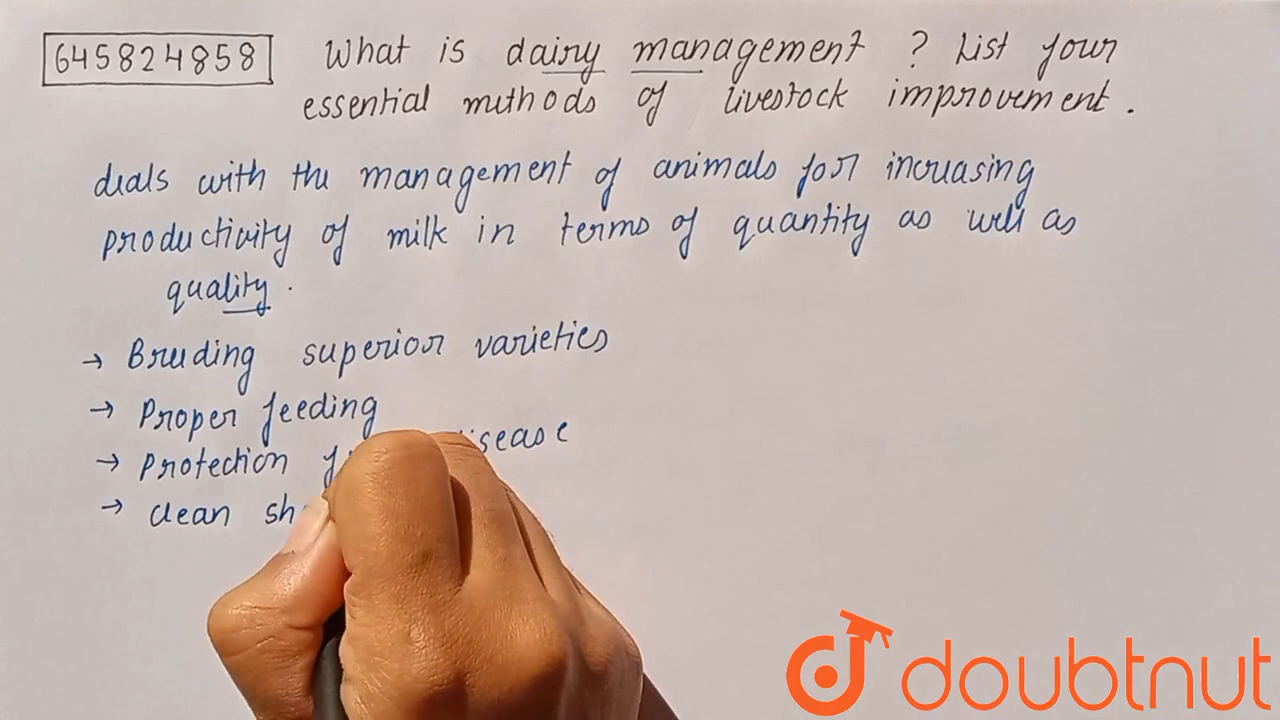 645824858
What is dairy management ? List four
essential methods of livestock improvement.
deals with the management of animals for increasing
productivity of milk in terms of quantity as well as
quality.
→ Breeding superior varieties
→ Proper feeding
→ Protection disease
→ clean
doubtnut